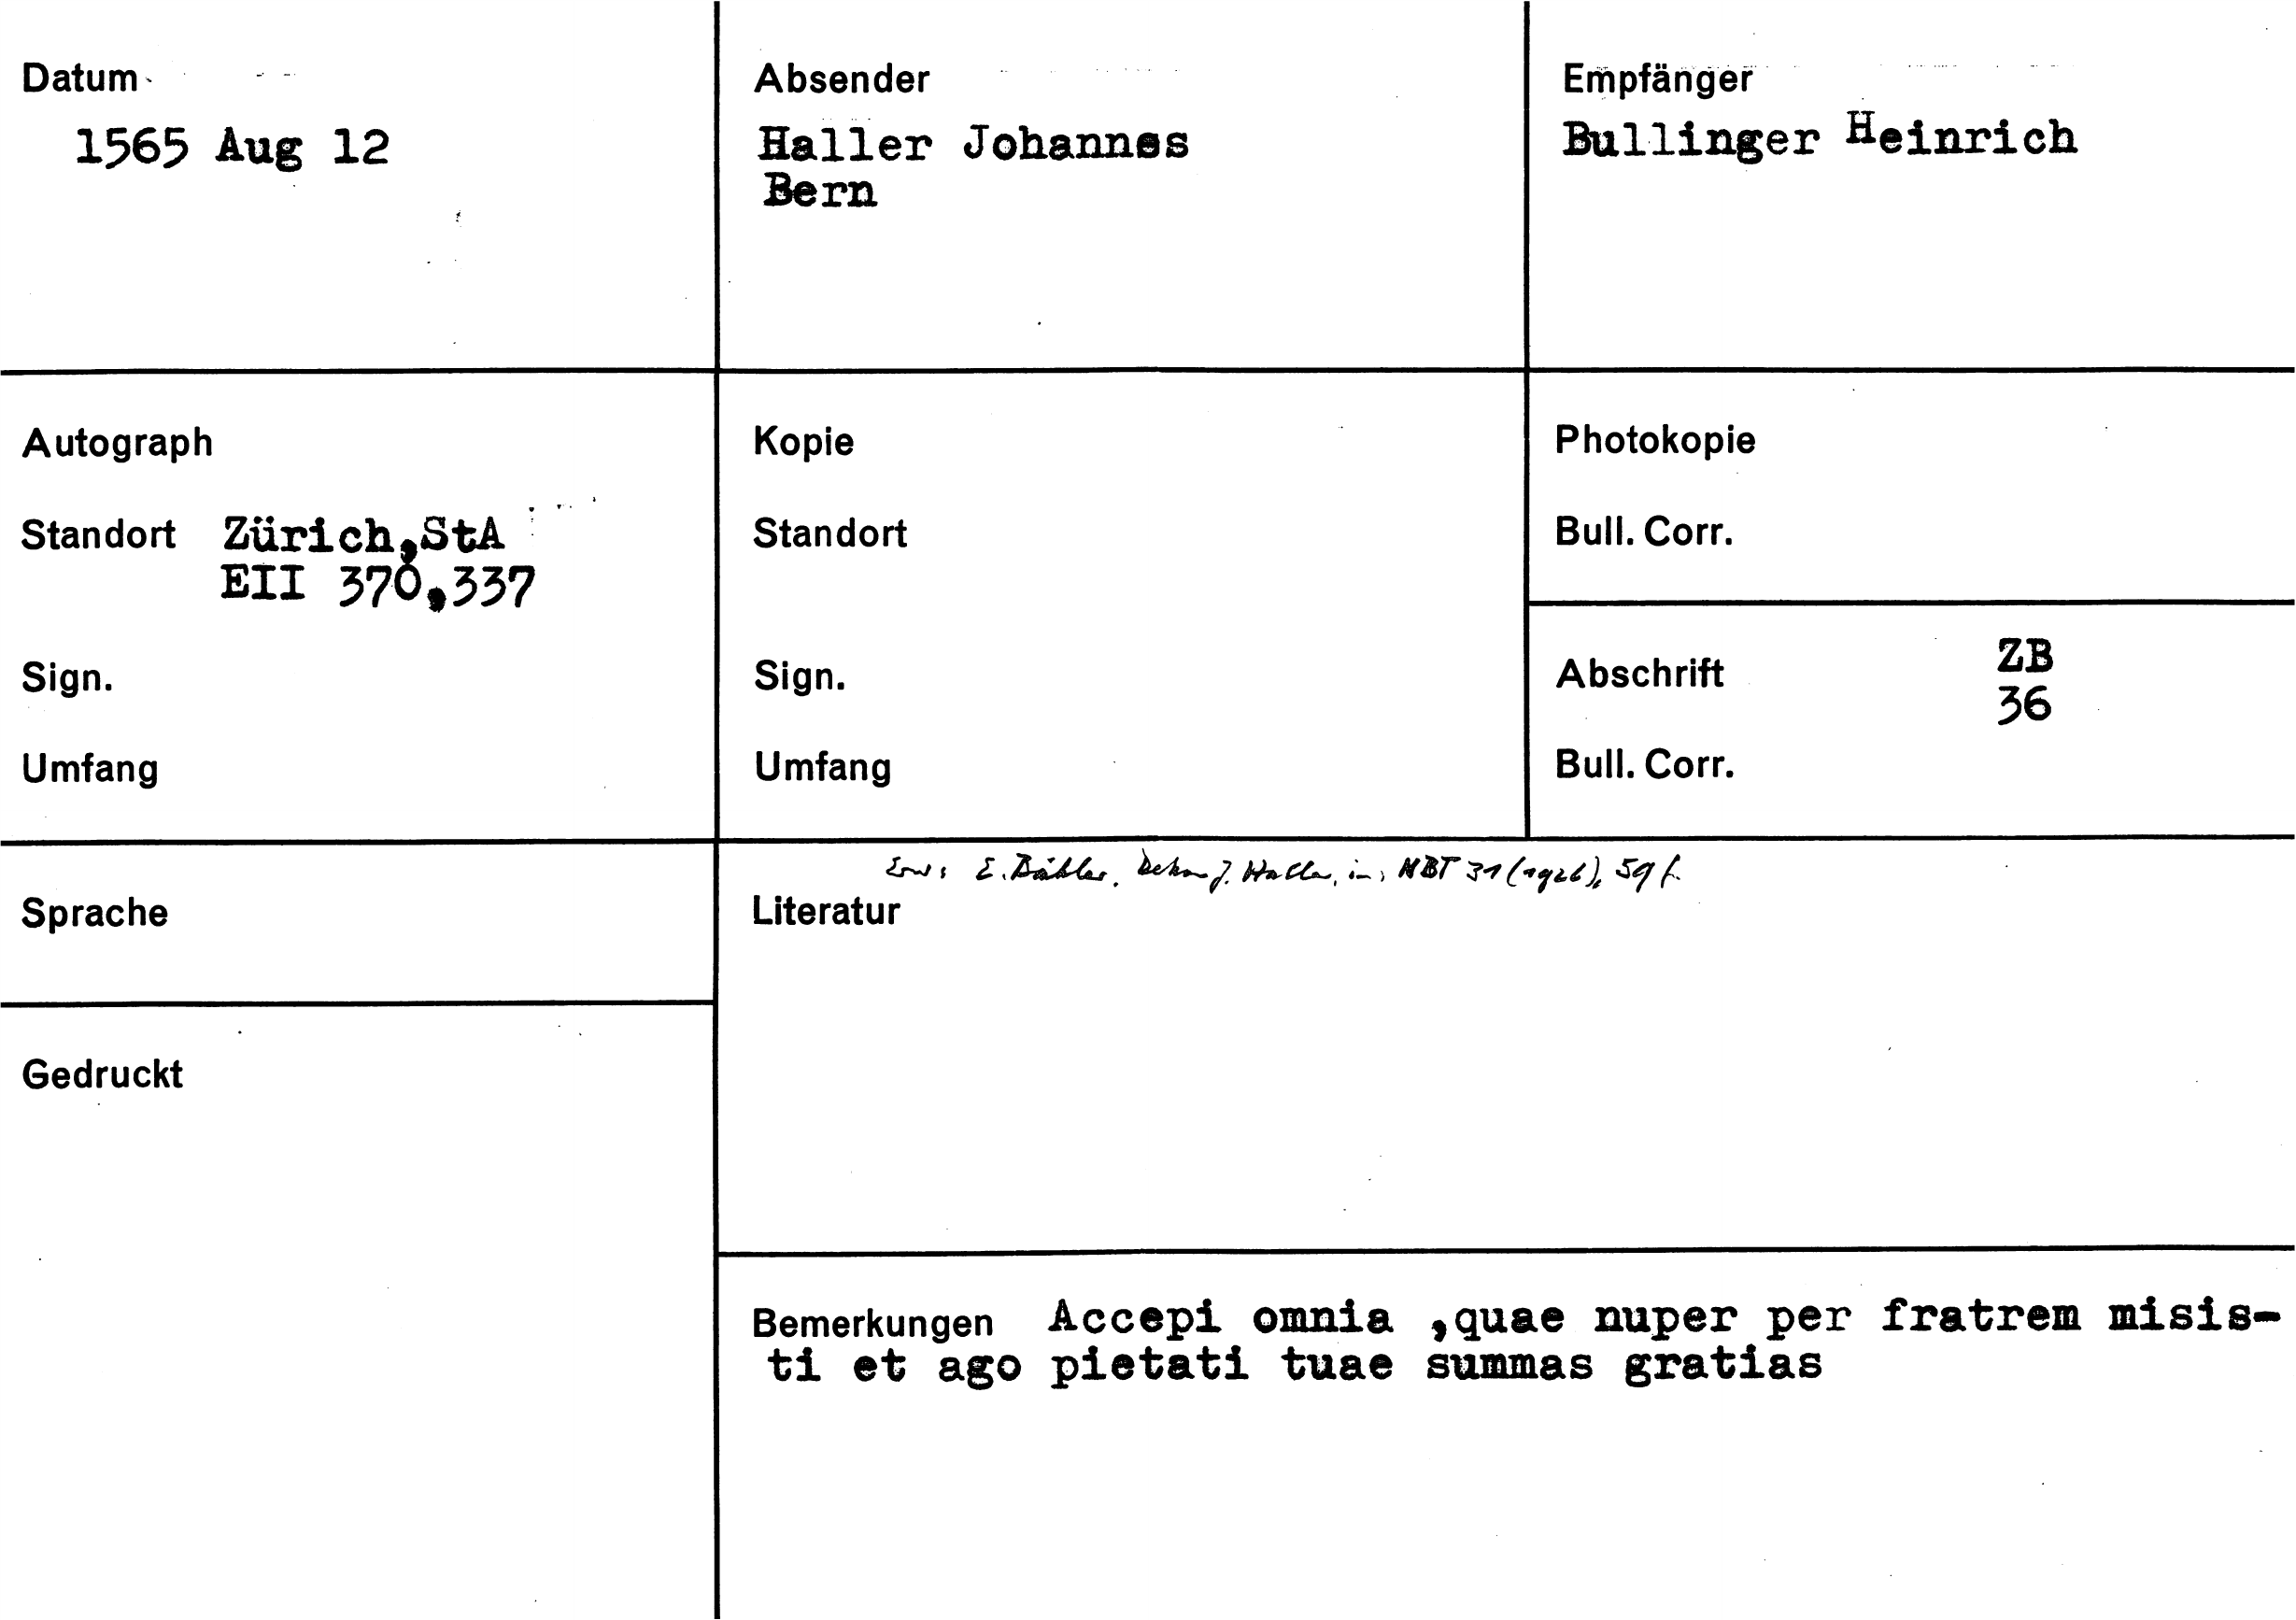 Datum
1565 Aug 12
Absender
Haller Johannes
Bern
Empfänger
Bullinger Heinrich
Autograph
Standort Zürich,StA
EII 370,337
Sign.
Umfang
Kopie
Standort
Sign.
Umfang
Photokopie
Bull. Corr.
Abschrift ZB
36
Bull. Corr.
Sprache
Gedruckt
Erw: E. Bähler, Dekan J. Haller, in: NBT 31 (1926), 59 f.
Literatur
Bemerkungen Accepi omnia ,quae nuper per fratrem misis-
ti et ago pietati tuae summas gratias